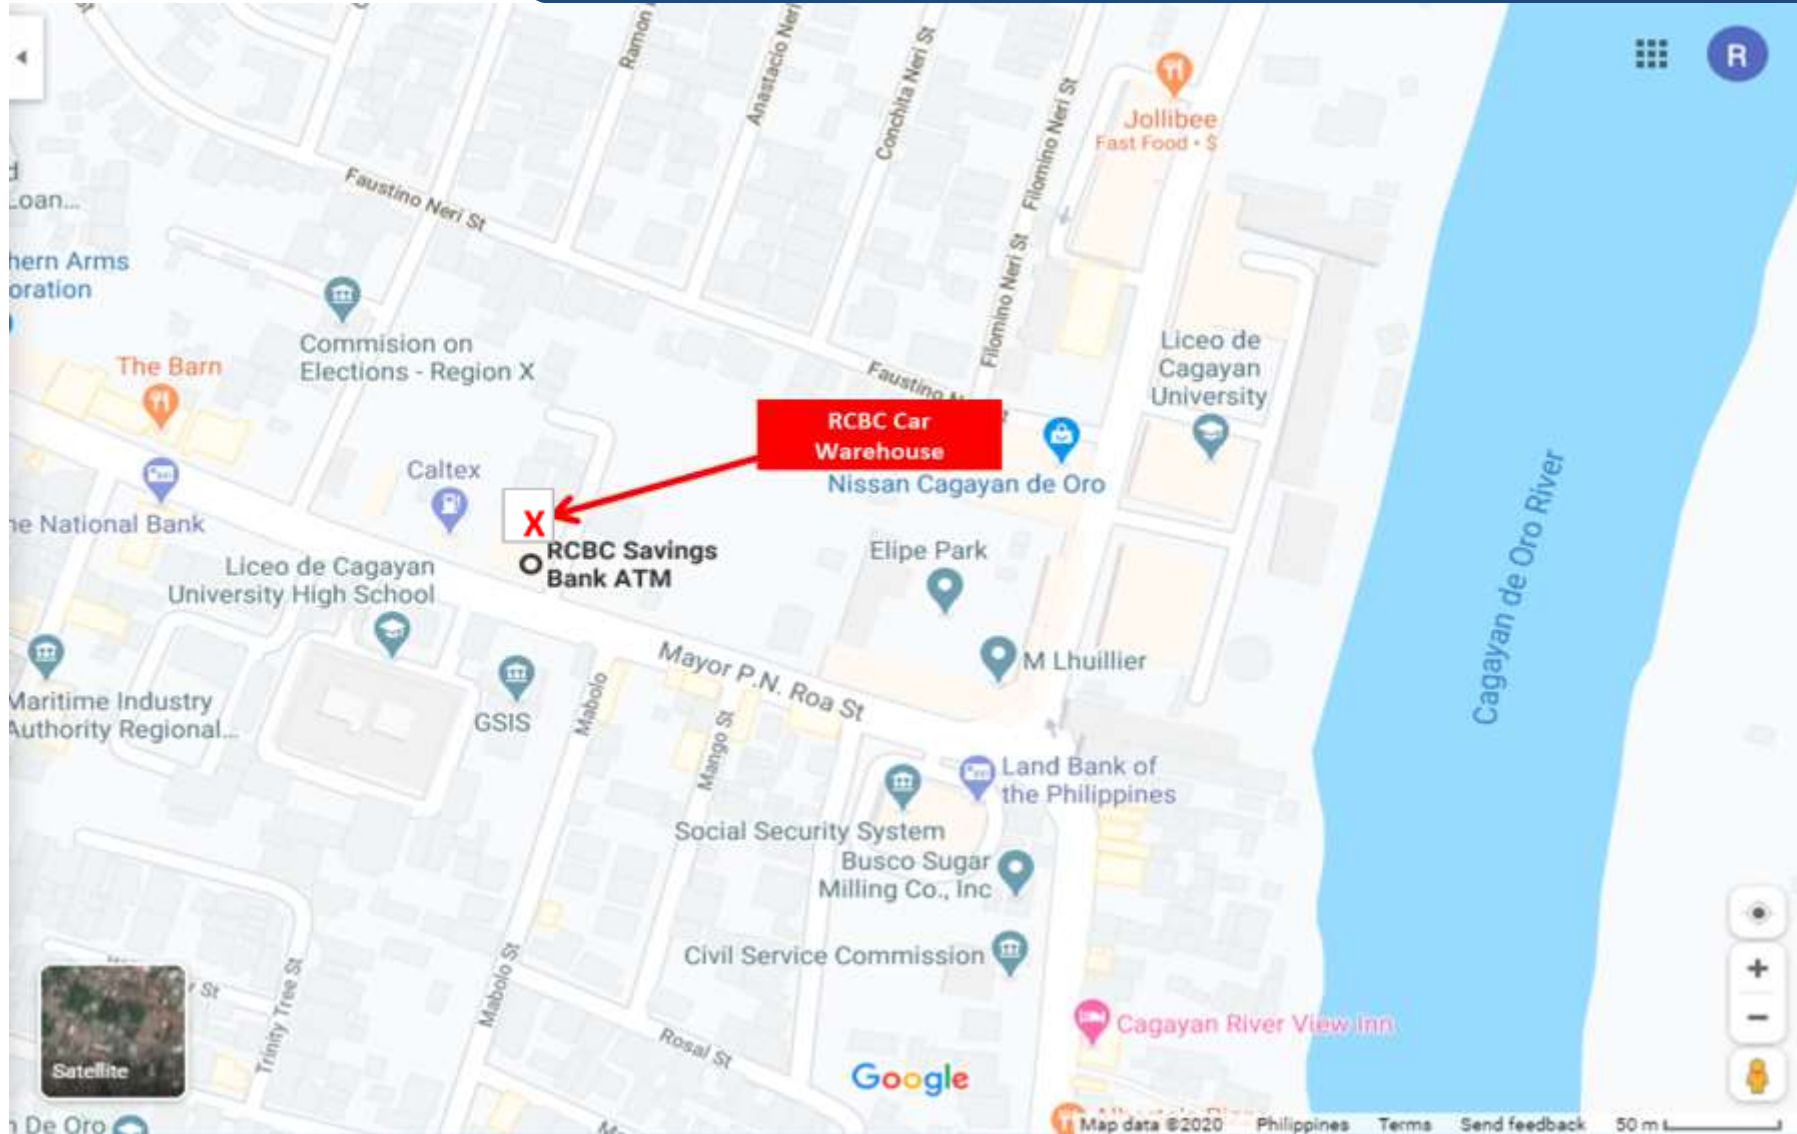 Ramon
Anastacio Neri
Conchita Neri St
Filomino Neri St
R
Jollibee
Fast Food • $
Faustino Neri St
Loan...
hern Arms
oration
Filomino Neri St
Commision on
Elections - Region X
The Barn
Liceo de
Cagayan
University
Faustino
RCBC Car
Warehouse
Nissan Cagayan de Oro
Caltex
X
ne National Bank
RCBC Savings
Bank ATM
Elipe Park
Liceo de Cagayan
University High School
Cagayan de Oro River
Mayor P.N. Roa St
M Lhuillier
Maritime Industry
Authority Regional...
GSIS
Mabolo
Mango St
Land Bank of
the Philippines
Social Security System
Busco Sugar
Milling Co., Inc
Civil Service Commission
Mabolo St
St
Trinity Tree St
Rosal St
Cagayan River View Inn
Satellite
Google
De Oro
Map data ©2020 Philippines Terms Send feedback 50 m